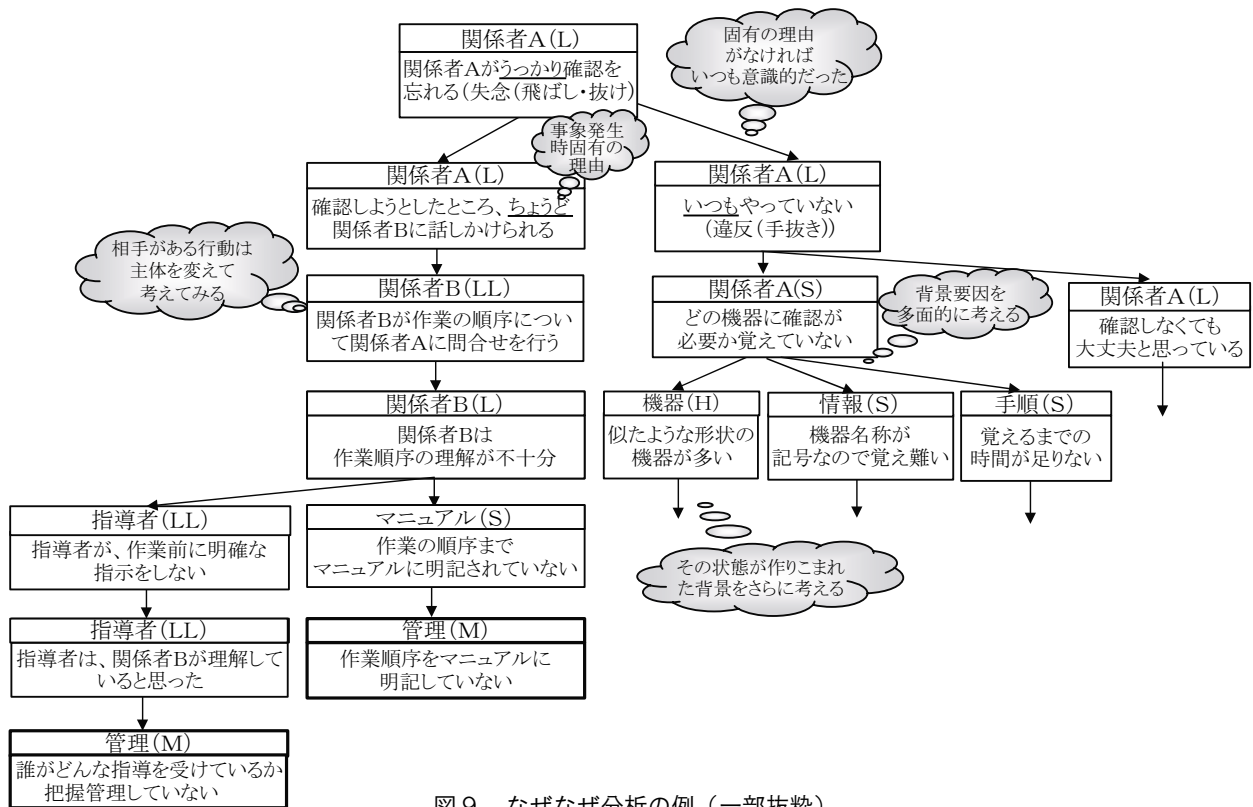 関係者A(L)
関係者Aがうっかり確認を
忘れる(失念(飛ばし・抜け)
固有の理由
がなければ
いつも意識的だった
事象発生
時固有の
理由
関係者A(L)
確認しようとしたところ、ちょうど
関係者Bに話しかけられる
関係者A(L)
いつもやっていない
(違反(手抜き))
相手がある行動は
主体を変えて
考えてみる
関係者B(LL)
関係者Bが作業の順序につい
て関係者Aに問合せを行う
関係者A(S)
どの機器に確認が
必要か覚えていない
背景要因を
多面的に考える
関係者A(L)
確認しなくても
大丈夫と思っている
関係者B(L)
関係者Bは
作業順序の理解が不十分
機器(H)
似たような形状の
機器が多い
情報(S)
機器名称が
記号なので覚え難い
手順(S)
覚えるまでの
時間が足りない
指導者(LL)
指導者が、作業前に明確な
指示をしない
マニュアル(S)
作業の順序まで
マニュアルに明記されていない
その状態が作りこまれ
た背景をさらに考える
指導者(LL)
指導者は、関係者Bが理解して
いると思った
管理(M)
作業順序をマニュアルに
明記していない
管理(M)
誰がどんな指導を受けているか
把握管理していない
図9 なぜなぜ分析の例(一部抜粋)